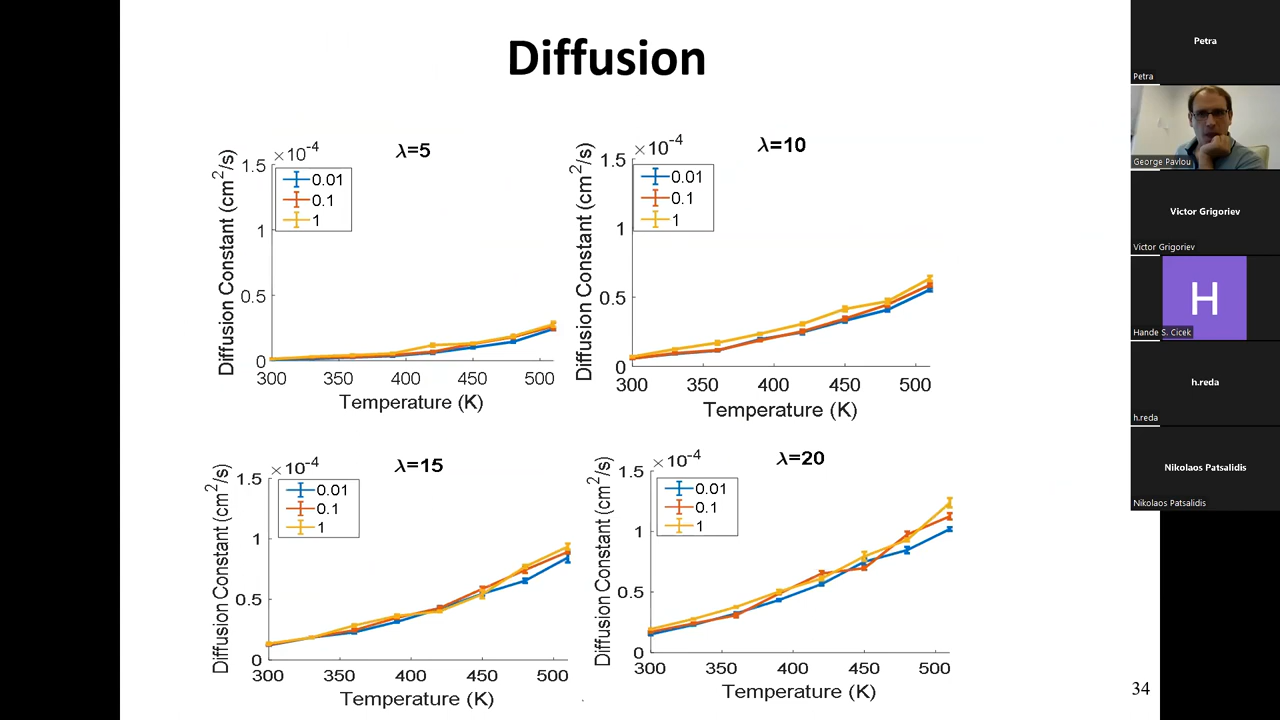 Diffusion
×10⁻⁴
λ=5
1.5
1
0.5
0
0.01
0.1
1
Diffusion Constant (cm²/s)
300
350
400
450
500
Temperature (K)
×10⁻⁴
λ=10
1.5
1
0.5
0
0.01
0.1
1
Diffusion Constant (cm²/s)
300
350
400
450
500
Temperature (K)
×10⁻⁴
λ=15
1.5
1
0.5
0
0.01
0.1
1
Diffusion Constant (cm²/s)
300
350
400
450
500
Temperature (K)
×10⁻⁴
λ=20
1.5
1
0.5
0
0.01
0.1
1
Diffusion Constant (cm²/s)
300
350
400
450
500
Temperature (K)
34
Petra
Petra
George Pavlou
Victor Grigoriev
Victor Grigoriev
H
Hande S. Cicek
h.reda
h.reda
Nikolaos Patsalidis
Nikolaos Patsalidis